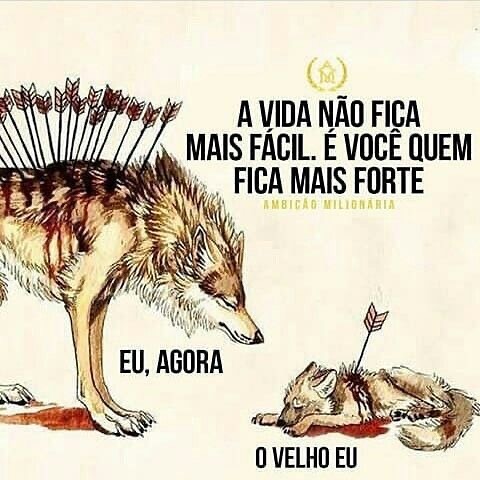 A VIDA NÃO FICA
MAIS FÁCIL. É VOCÊ QUEM
FICA MAIS FORTE
AMBIÇÃO MILIONÁRIA
EU, AGORA
O VELHO EU